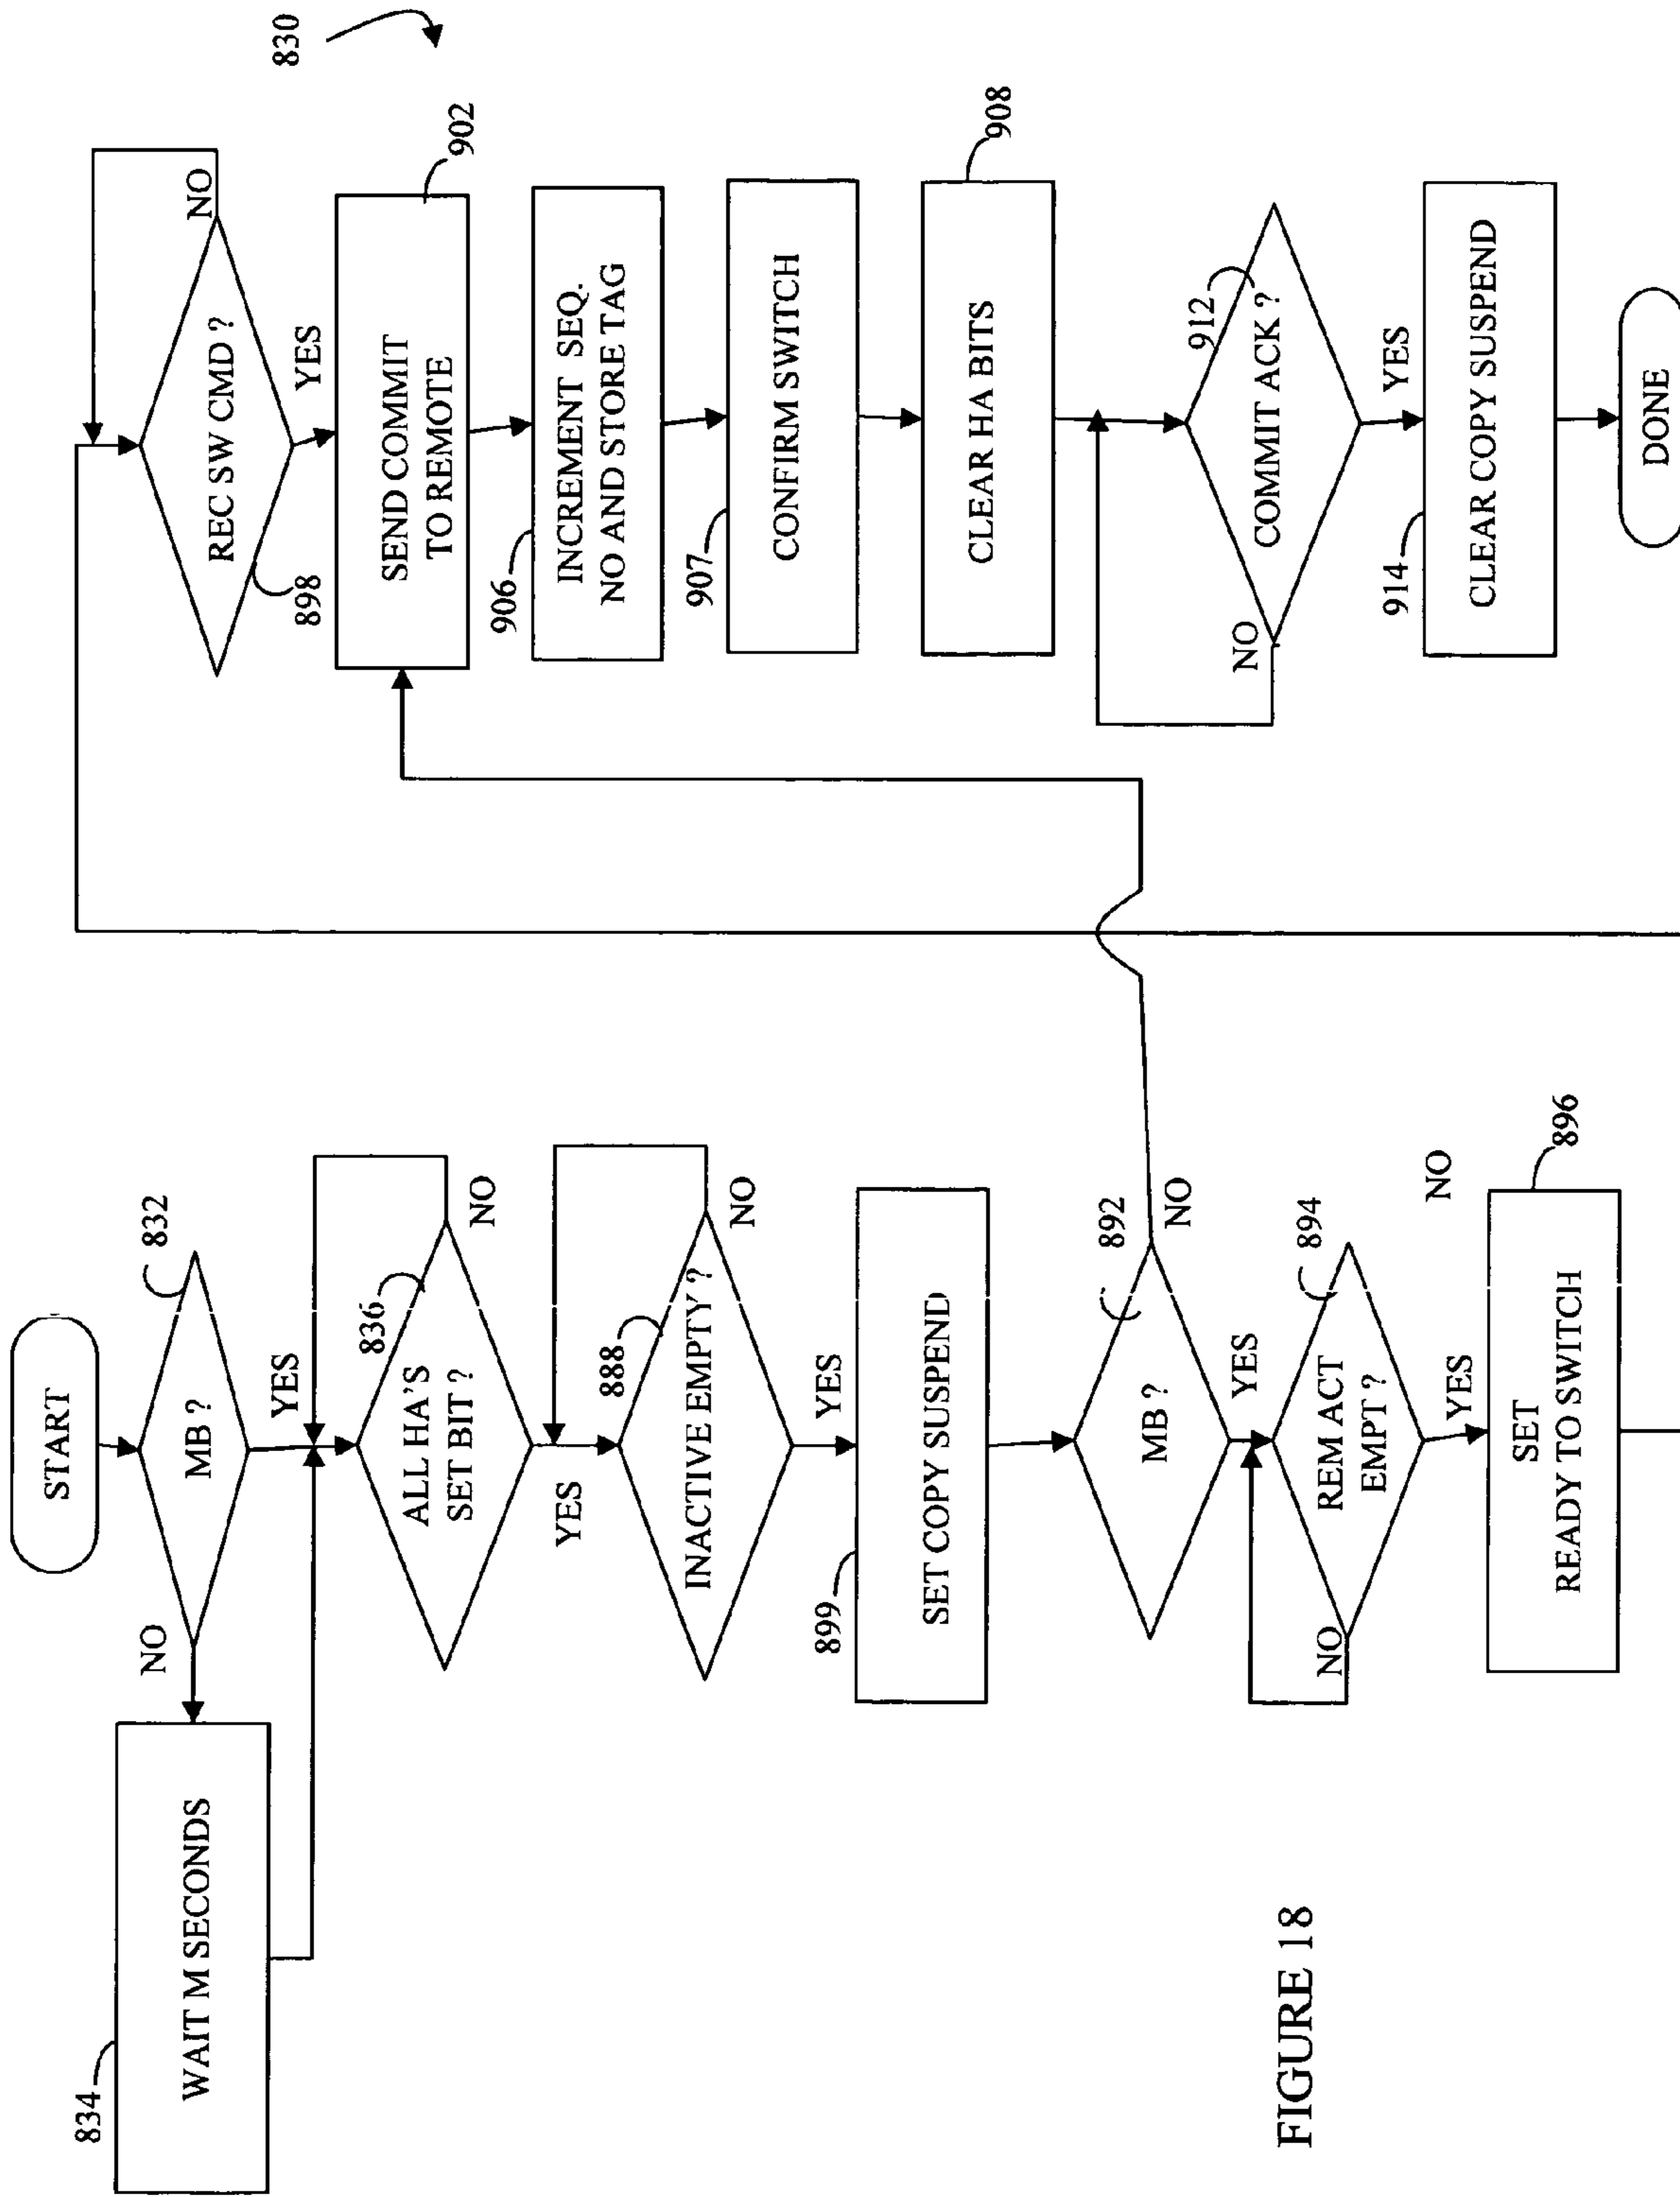 START
832
MB ?
NO
YES
834
WAIT M SECONDS
836
ALL HA'S
SET BIT ?
NO
YES
888
INACTIVE EMPTY ?
NO
YES
899
SET COPY SUSPEND
892
MB ?
NO
YES
894
REM ACT
EMPT ?
NO
YES
NO
896
SET
READY TO SWITCH
830
REC SW CMD ?
NO
898
YES
902
SEND COMMIT
TO REMOTE
906
INCREMENT SEQ.
NO AND STORE TAG
907
CONFIRM SWITCH
908
CLEAR HA BITS
912
COMMIT ACK ?
NO
YES
914
CLEAR COPY SUSPEND
DONE
FIGURE 18